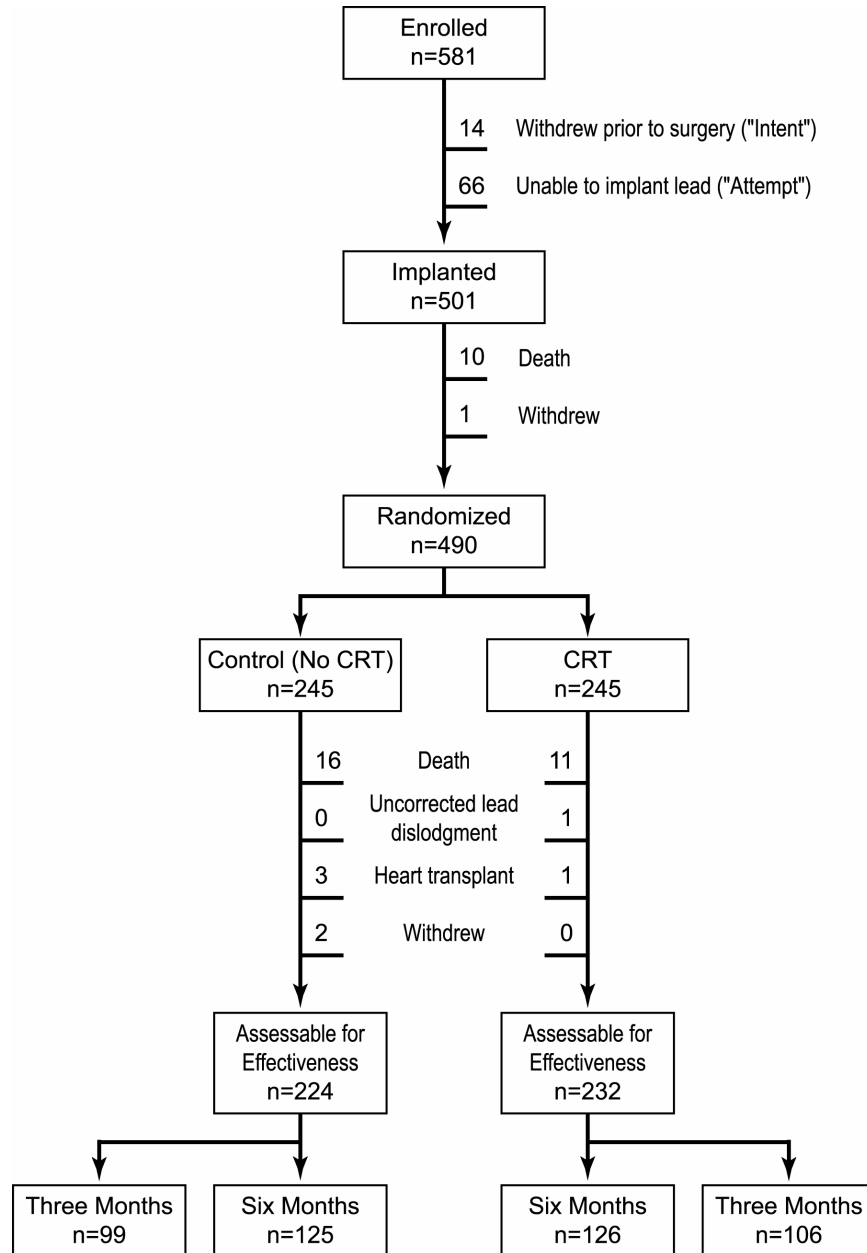 Enrolled
n=581
14 Withdrew prior to surgery ("Intent")
66 Unable to implant lead ("Attempt")
Implanted
n=501
10 Death
1 Withdrew
Randomized
n=490
Control (No CRT)
n=245
CRT
n=245
16 Death 11
0 Uncorrected lead dislodgment 1
3 Heart transplant 1
2 Withdrew 0
Assessable for
Effectiveness
n=224
Assessable for
Effectiveness
n=232
Three Months
n=99
Six Months
n=125
Six Months
n=126
Three Months
n=106